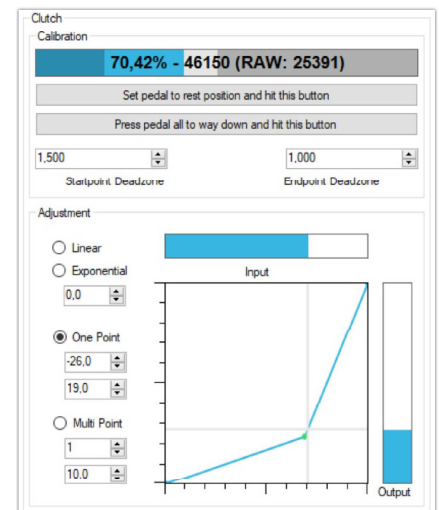 Clutch
Calibration
70,42% - 46150 (RAW: 25391)
Set pedal to rest position and hit this button
Press pedal all to way down and hit this button
1,500
1,000
Startpoint Deadzone
Endpoint Deadzone
Adjustment
Linear
Exponential
Input
0,0
One Point
-26,0
19,0
Multi Point
1
10.0
Output